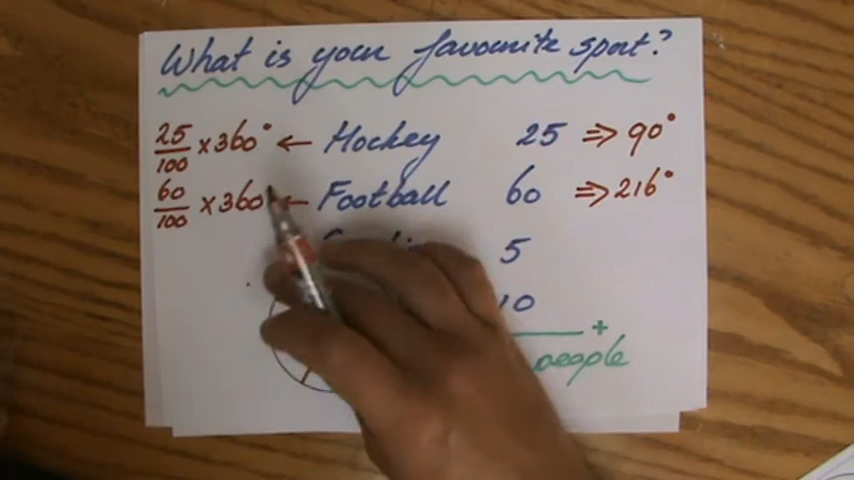 What is your favourite sport?
25/100 x 360° ← Hockey 25 ⇒ 90°
60/100 x 360 ← Football 60 ⇒ 216°
5
10
+
people